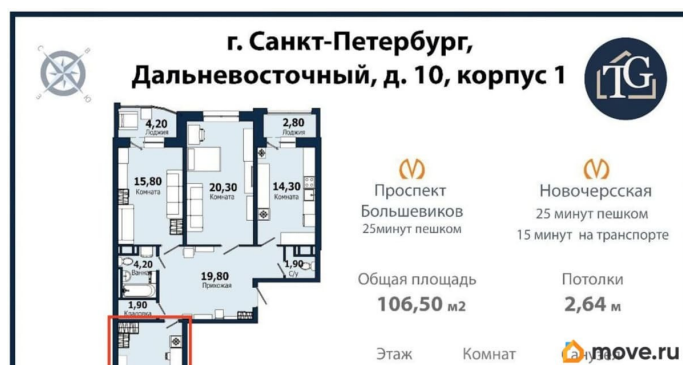 г. Санкт-Петербург,
Дальневосточный, д. 10, корпус 1
TG
4,20
Лоджия
2,80
Лоджия
15,80
Комната
20,30
Комната
14,30
Комната
4,20
Ванная
19,80
Прихожая
1,90
С/у
1,90
Кладовка
Проспект
Большевиков
25минут пешком
Новочерсская
25 минут пешком
15 минут на транспорте
Общая площадь
106,50 м2
Потолки
2,64 м
Этаж
Комнат
move.ru